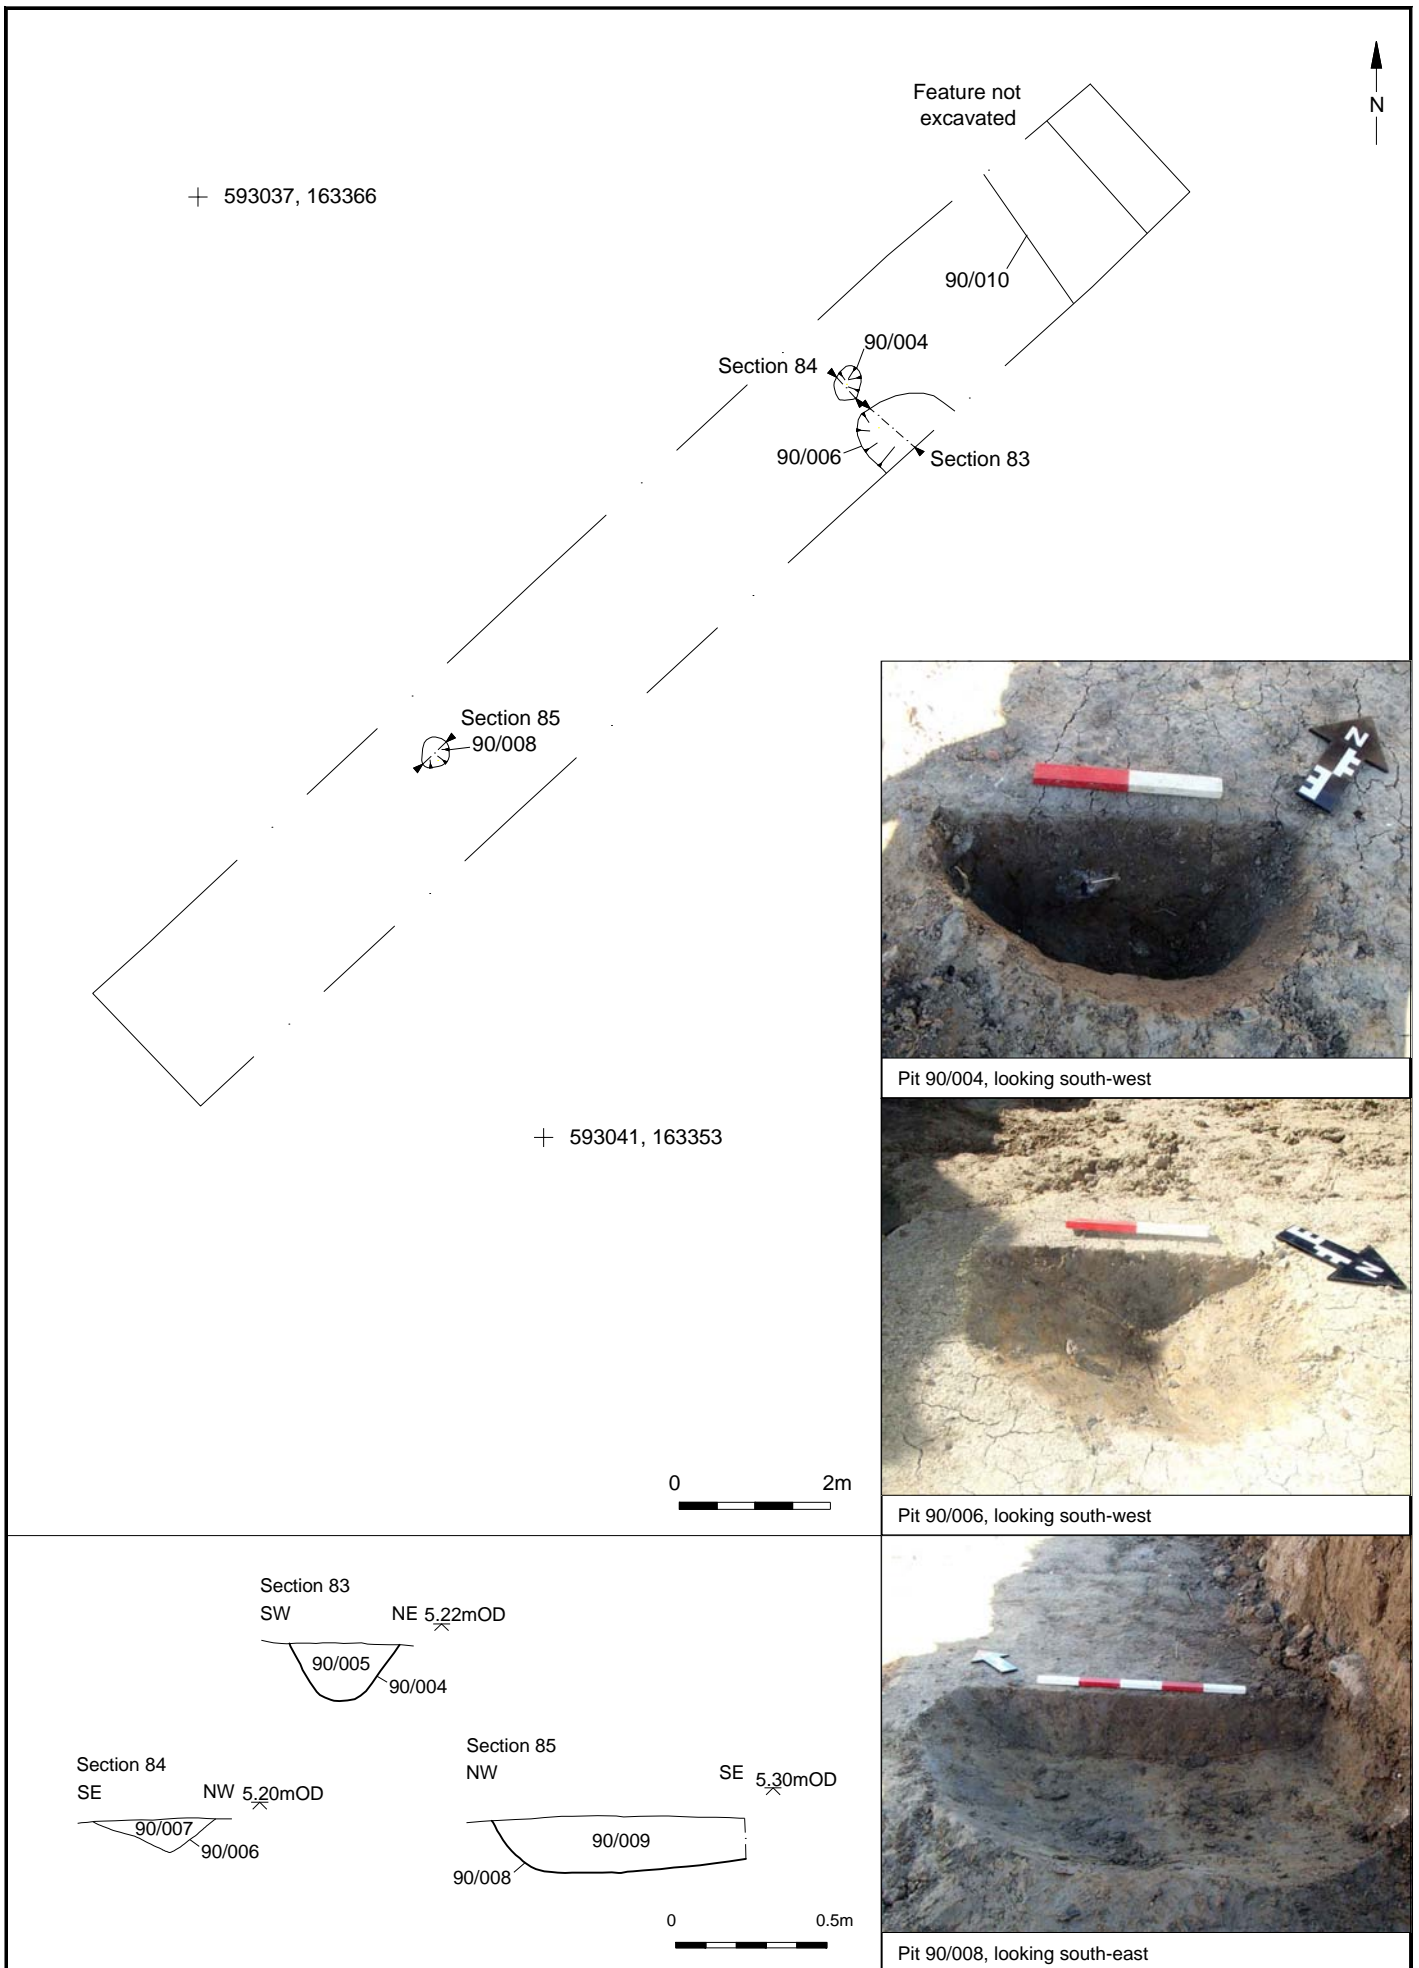 Feature not
excavated
N
593037, 163366
90/010
90/004
Section 84
90/006
Section 83
Section 85
90/008
593041, 163353
0 2m
Pit 90/004, looking south-west
Pit 90/006, looking south-west
Pit 90/008, looking south-east
Section 83
SW NE 5.22mOD
90/005
90/004
Section 84
SE NW 5.20mOD
90/007
90/006
Section 85
NW SE 5.30mOD
90/009
90/008
0 0.5m
N
N